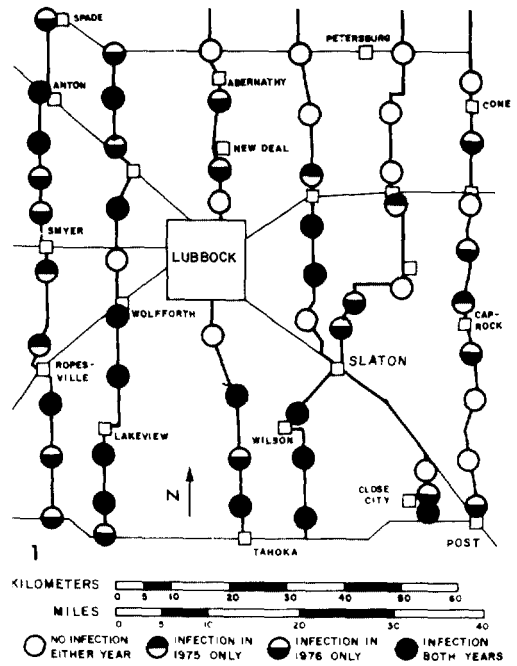 SPADE
PETERSBURG
ANTON
ABERNATHY
CONE
NEW DEAL
SMYER
LUBBOCK
WOLFFORTH
CAP-
ROCK
ROPES-
VILLE
SLATON
LAKEVIEW
WILSON
N
CLOSE
CITY
POST
TAHOKA
1
KILOMETERS
0 5 10 20 30 40 50 60
MILES
0 5 10 20 30 40
NO INFECTION
EITHER YEAR
INFECTION IN
1975 ONLY
INFECTION IN
1976 ONLY
INFECTION
BOTH YEARS